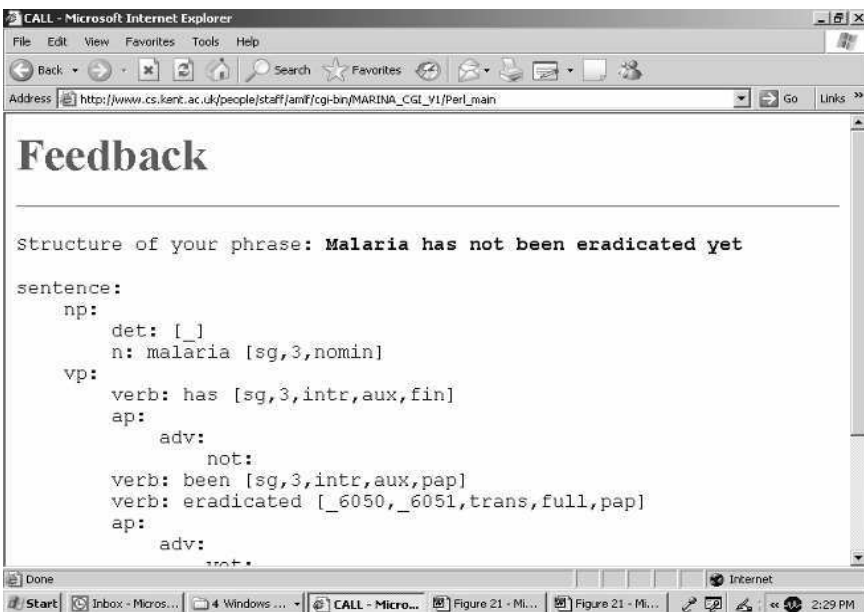 CALL - Microsoft Internet Explorer
File Edit View Favorites Tools Help
Back Search Favorites
Address http://www.cs.kent.ac.uk/people/staff/amlf/cgi-bin/MARINA_CGI_V1/Perl_main Go Links »
Feedback
Structure of your phrase: Malaria has not been eradicated yet
sentence:
np:
det: [_]
n: malaria [sg,3,nomin]
vp:
verb: has [sg,3,intr,aux,fin]
ap:
adv:
not:
verb: been [sg,3,intr,aux,pap]
verb: eradicated [_6050,_6051,trans,full,pap]
ap:
adv:
yet:
Done Internet
Start Inbox - Micros... 4 Windows ... CALL - Micro... Figure 21 - Mi... Figure 21 - Mi... « 2:29 PM